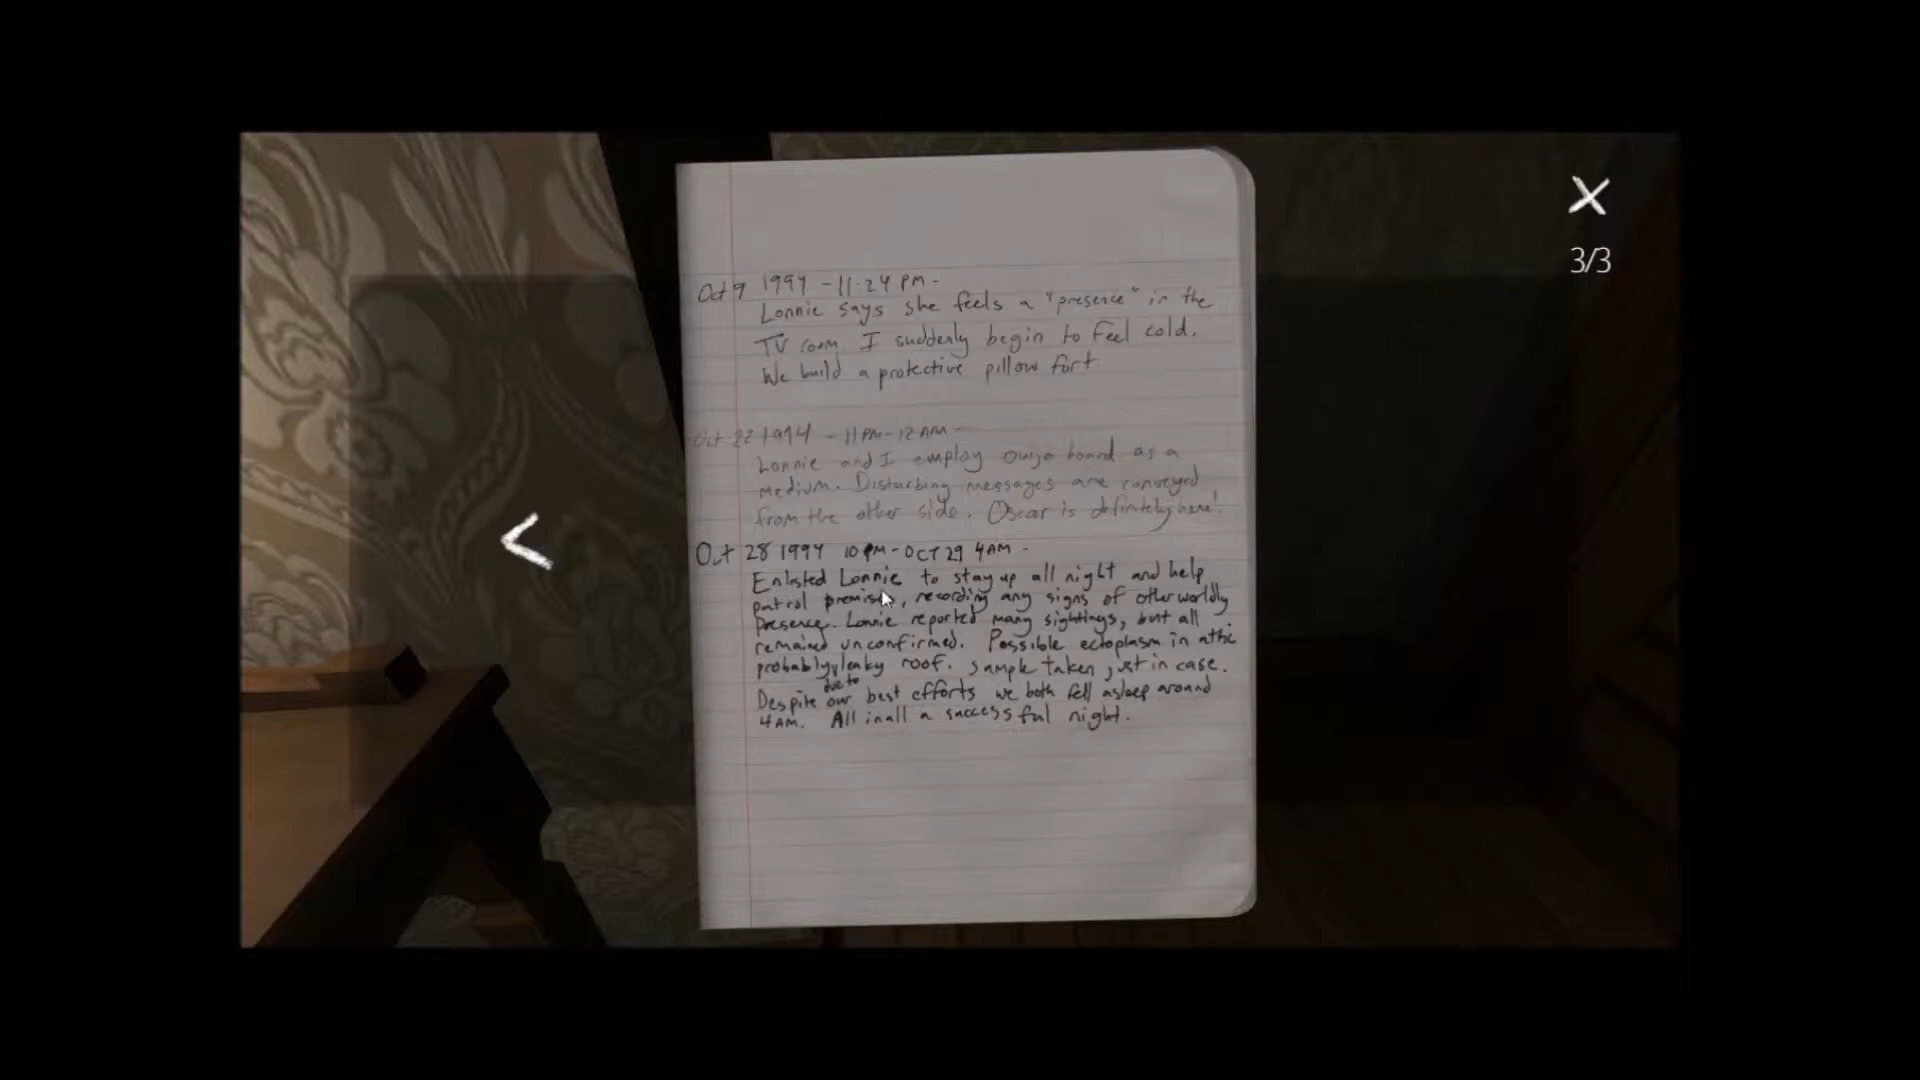 3/3
Oct 9 1994 - 11:24 PM -
Lonnie says she feels a "presence" in the
TV room I suddenly begin to feel cold.
We build a protective pillow fort.
Oct 22 1994 - 11PM - 12 AM -
Lonnie and I employ ouija board as a
medium. Disturbing messages are conveyed
from the other side. Oscar is definitely here!
Oct 28 1994 10 PM - OCT 29 4AM -
Enlisted Lonnie to stay up all night and help
patrol premises, recording any signs of otherworldly
presence. Lonnie reported many sightings, but all
remained unconfirmed. Possible ectoplasm in attic
probably leaky roof. Sample taken just in case.
due to
Despite our best efforts we both fell asleep around
4 AM. All in all a successful night.